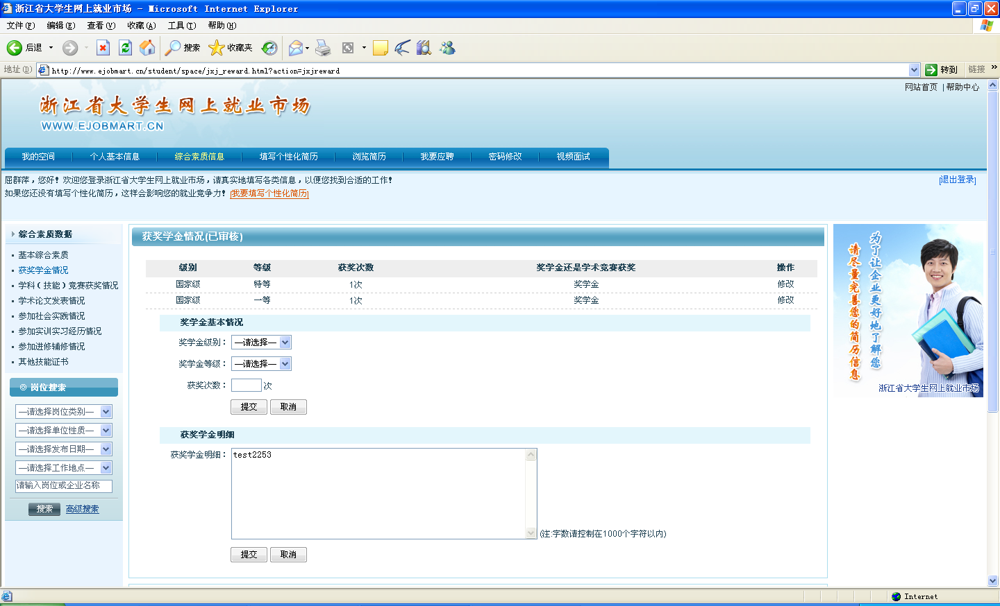 浙江省大学生网上就业市场 - Microsoft Internet Explorer
文件(F) 编辑(E) 查看(V) 收藏(A) 工具(T) 帮助(H)
后退 搜索 收藏夹
地址(D) http://www.ejobmart.cn/student/space/jxj_reward.html?action=jxjreward 转到 链接 »
网站首页 | 帮助中心
浙江省大学生网上就业市场
WWW.EJOBMART.CN
我的空间 个人基本信息 综合素质信息 填写个性化简历 浏览简历 我要应聘 密码修改 视频面试
屈群萍，您好！欢迎您登录浙江省大学生网上就业市场，请真实地填写各类信息，以便您找到合适的工作！ [退出登录]
如果您还没有填写个性化简历，这样会影响您的就业竞争力！[我要填写个性化简历]
综合素质数据
基本综合素质
获奖学金情况
学科（技能）竞赛获奖情况
学术论文发表情况
参加社会实践情况
参加实训实习经历情况
参加进修辅修情况
其他技能证书
岗位搜索
—请选择岗位类别—
—请选择单位性质—
—请选择发布日期—
—请选择工作地点—
请输入岗位或企业名称
搜索 高级搜索
获奖学金情况(已审核)
级别 等级 获奖次数 奖学金还是学术竞赛获奖 操作
国家级 特等 1次 奖学金 修改
国家级 一等 1次 奖学金 修改
奖学金基本情况
奖学金级别： —请选择—
奖学金等级： —请选择—
获奖次数： 次
提交 取消
获奖学金明细
获奖学金明细： test2253
(注:字数请控制在1000个字符以内)
提交 取消
为了让企业更好地了解您
请尽量完善您的简历信息
浙江省大学生网上就业市场
Internet